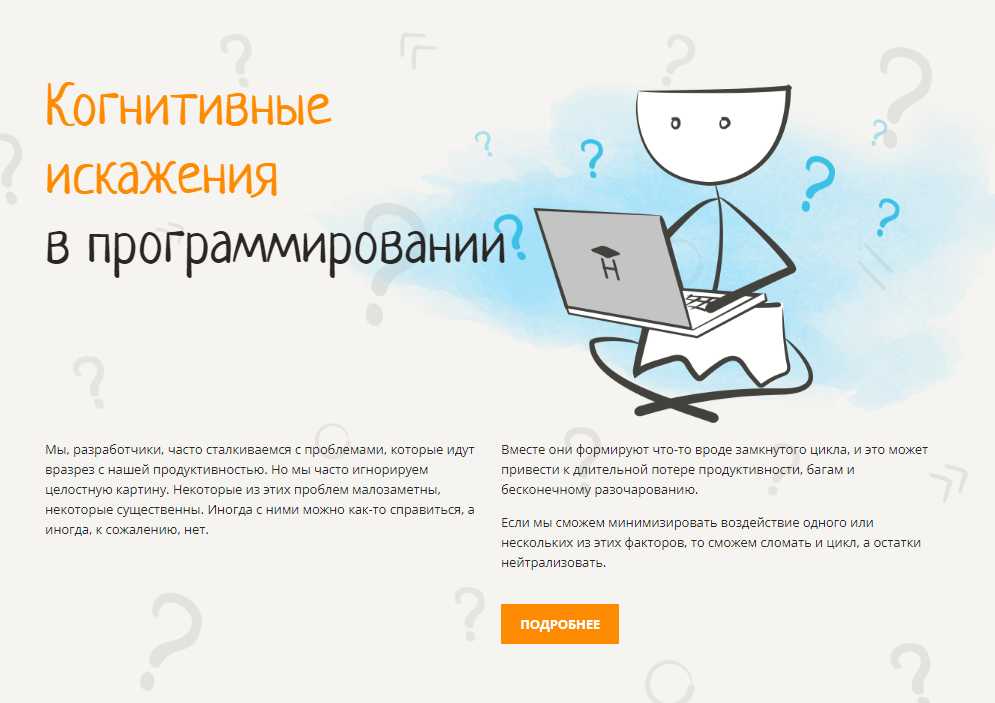 Когнитивные
искажения
в программировании
H
Мы, разработчики, часто сталкиваемся с проблемами, которые идут
вразрез с нашей продуктивностью. Но мы часто игнорируем
целостную картину. Некоторые из этих проблем малозаметны,
некоторые существенны. Иногда с ними можно как-то справиться, а
иногда, к сожалению, нет.
Вместе они формируют что-то вроде замкнутого цикла, и это может
привести к длительной потере продуктивности, багам и
бесконечному разочарованию.
Если мы сможем минимизировать воздействие одного или
нескольких из этих факторов, то сможем сломать и цикл, а остатки
нейтрализовать.
ПОДРОБНЕЕ